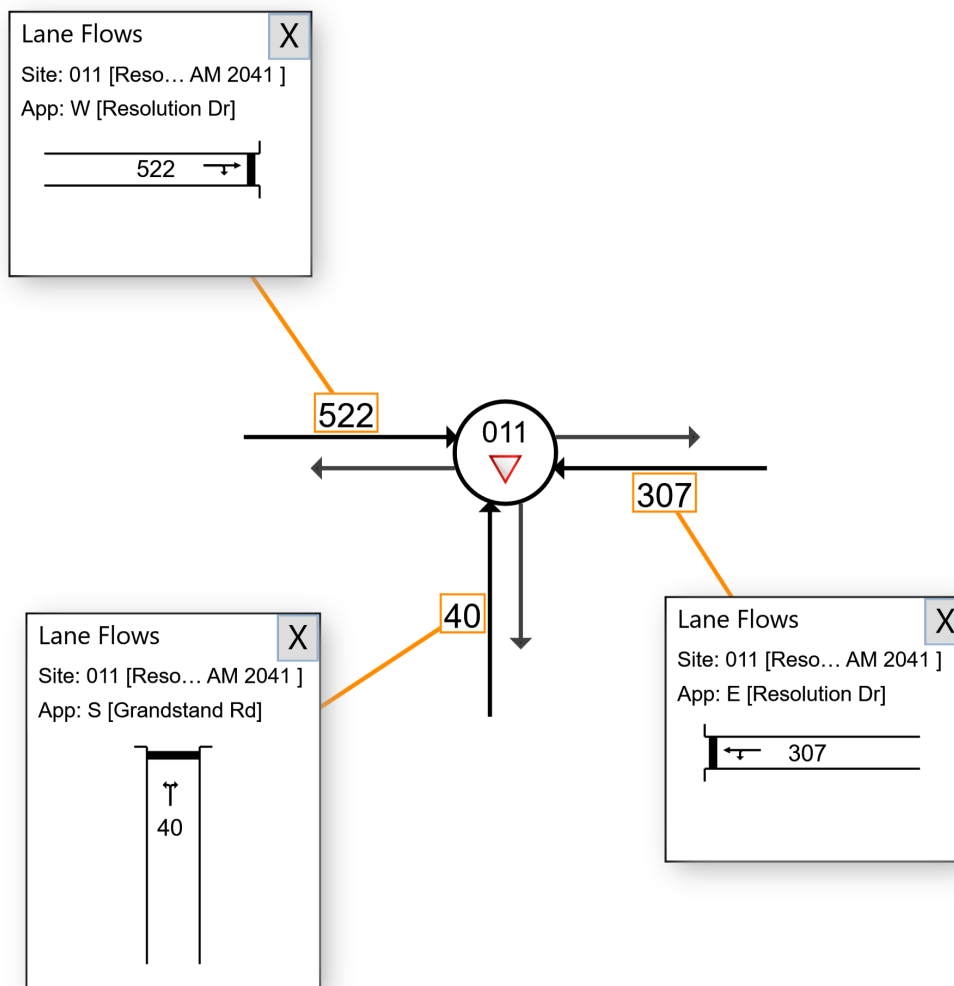 Lane Flows
X
Site: 011 [Reso... AM 2041 ]
App: W [Resolution Dr]
522
522
011
307
40
Lane Flows
X
Site: 011 [Reso... AM 2041 ]
App: E [Resolution Dr]
307
Lane Flows
X
Site: 011 [Reso... AM 2041 ]
App: S [Grandstand Rd]
40